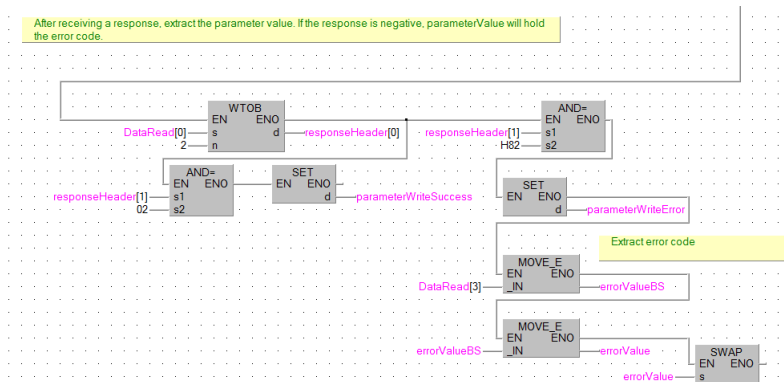 After receiving a response, extract the parameter value. If the response is negative, parameterValue will hold
the error code.
WTOB
EN ENO
DataRead[0] s d responseHeader[0]
2 n
AND=
EN ENO
responseHeader[1] s1
H82 s2
AND=
EN ENO
responseHeader[1] s1
02 s2
SET
EN ENO
d parameterWriteSuccess
SET
EN ENO
d parameterWriteError
Extract error code
MOVE_E
EN ENO
DataRead[3] _IN errorValueBS
MOVE_E
EN ENO
errorValueBS _IN errorValue
SWAP
EN ENO
errorValue s